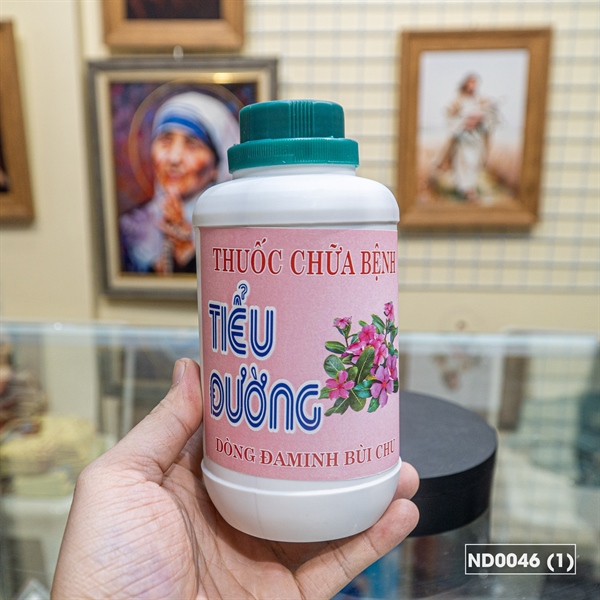 THUỐC CHỮA BỆNH
TIỂU
ĐƯỜNG
DÒNG ĐAMINH BÙI CHU
ND0046 (1)